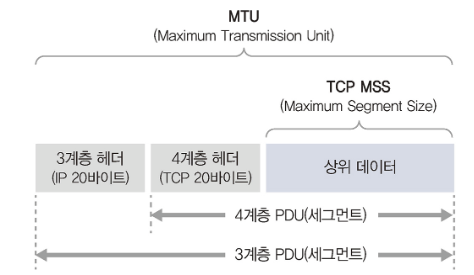 MTU
(Maximum Transmission Unit)
TCP MSS
(Maximum Segment Size)
3계층 헤더
(IP 20바이트)
4계층 헤더
(TCP 20바이트)
상위 데이터
4계층 PDU(세그먼트)
3계층 PDU(세그먼트)